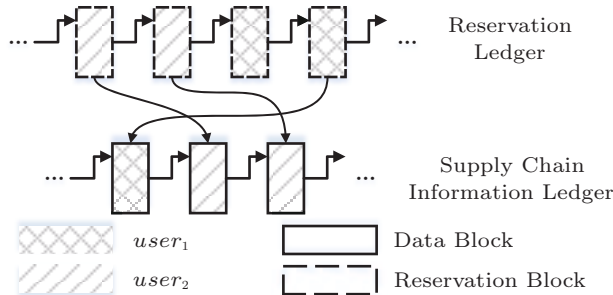 ... ... Reservation
Ledger
... ... Supply Chain
Information Ledger
user₁ Data Block
user₂ Reservation Block